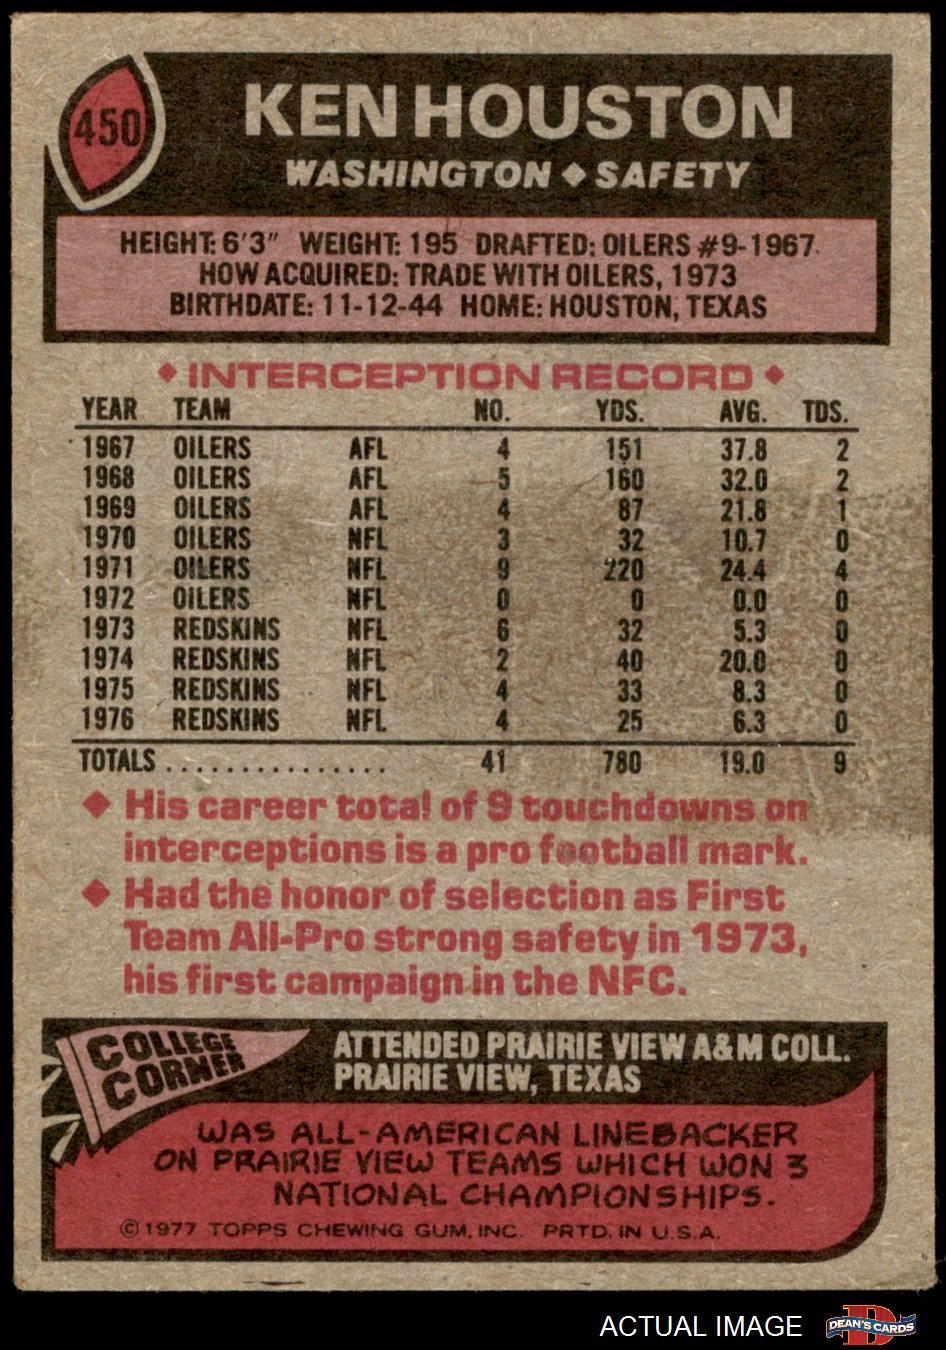 450
KEN HOUSTON
WASHINGTON ◆ SAFETY
HEIGHT: 6'3" WEIGHT: 195 DRAFTED: OILERS #9-1967.
HOW ACQUIRED: TRADE WITH OILERS, 1973
BIRTHDATE: 11-12-44 HOME: HOUSTON, TEXAS
◆ INTERCEPTION RECORD ◆
YEAR TEAM NO. YDS. AVG. TDS.
1967 OILERS AFL 4 151 37.8 2
1968 OILERS AFL 5 160 32.0 2
1969 OILERS AFL 4 87 21.8 1
1970 OILERS NFL 3 32 10.7 0
1971 OILERS NFL 9 220 24.4 4
1972 OILERS NFL 0 0 0.0 0
1973 REDSKINS NFL 6 32 5.3 0
1974 REDSKINS NFL 2 40 20.0 0
1975 REDSKINS NFL 4 33 8.3 0
1976 REDSKINS NFL 4 25 6.3 0
TOTALS ............... 41 780 19.0 9
◆ His career total of 9 touchdowns on
interceptions is a pro football mark.
◆ Had the honor of selection as First
Team All-Pro strong safety in 1973,
his first campaign in the NFC.
COLLEGE
CORNER
ATTENDED PRAIRIE VIEW A&M COLL.
PRAIRIE VIEW, TEXAS
WAS ALL-AMERICAN LINEBACKER
ON PRAIRIE VIEW TEAMS WHICH WON 3
NATIONAL CHAMPIONSHIPS.
©1977 TOPPS CHEWING GUM, INC. PRTD. IN U.S.A.
ACTUAL IMAGE
D
DEAN'S CARDS